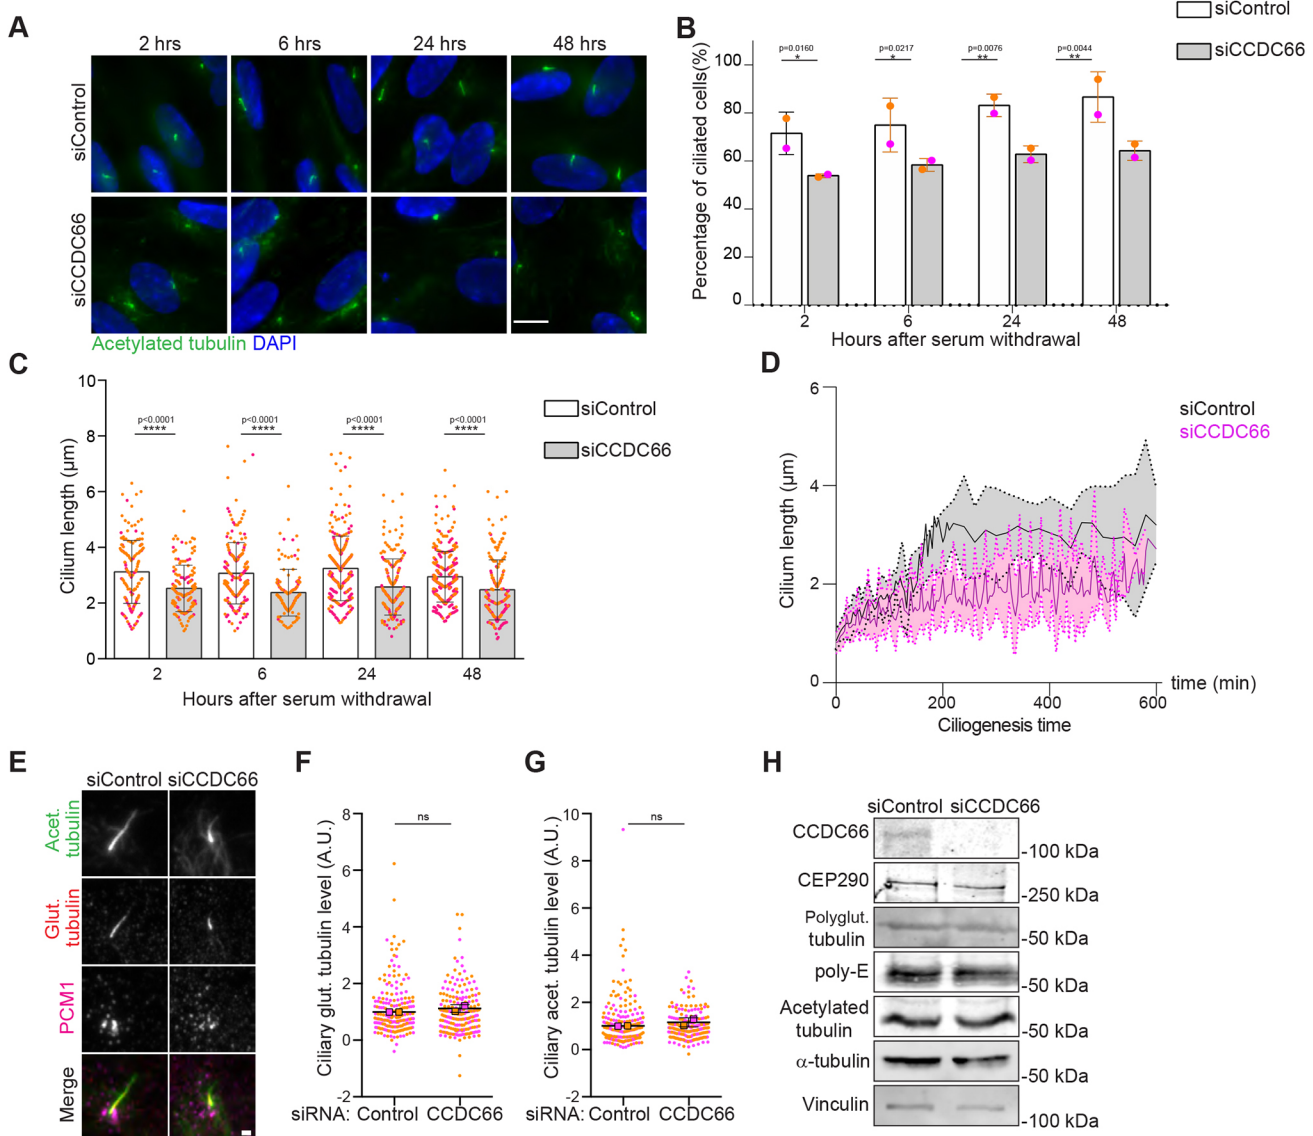 A
2 hrs
6 hrs
24 hrs
48 hrs
siControl
siCCDC66
Acetylated tubulin DAPI
B
siControl
siCCDC66
Percentage of ciliated cells(%)
p=0.0160
*
p=0.0217
*
p=0.0076
**
p=0.0044
**
100
80
60
40
20
0
2
6
24
48
Hours after serum withdrawal
C
Cilium length (µm)
10
8
6
4
2
0
p<0.0001
****
p<0.0001
****
p<0.0001
****
p<0.0001
****
siControl
siCCDC66
2
6
24
48
Hours after serum withdrawal
D
Cilium length (µm)
6
4
2
0
siControl
siCCDC66
0
200
400
600
time (min)
Ciliogenesis time
E
siControl siCCDC66
Acet.
tubulin
Glut.
tubulin
PCM1
Merge
F
Ciliary glut. tubulin level (A.U.)
8
6
4
2
0
-2
ns
siRNA: Control CCDC66
G
Ciliary acet. tubulin level (A.U.)
10
8
6
4
2
0
-2
ns
siRNA: Control CCDC66
H
siControl siCCDC66
CCDC66
-100 kDa
CEP290
-250 kDa
Polyglut.
tubulin
-50 kDa
poly-E
-50 kDa
Acetylated
tubulin
-50 kDa
α-tubulin
-50 kDa
Vinculin
-100 kDa